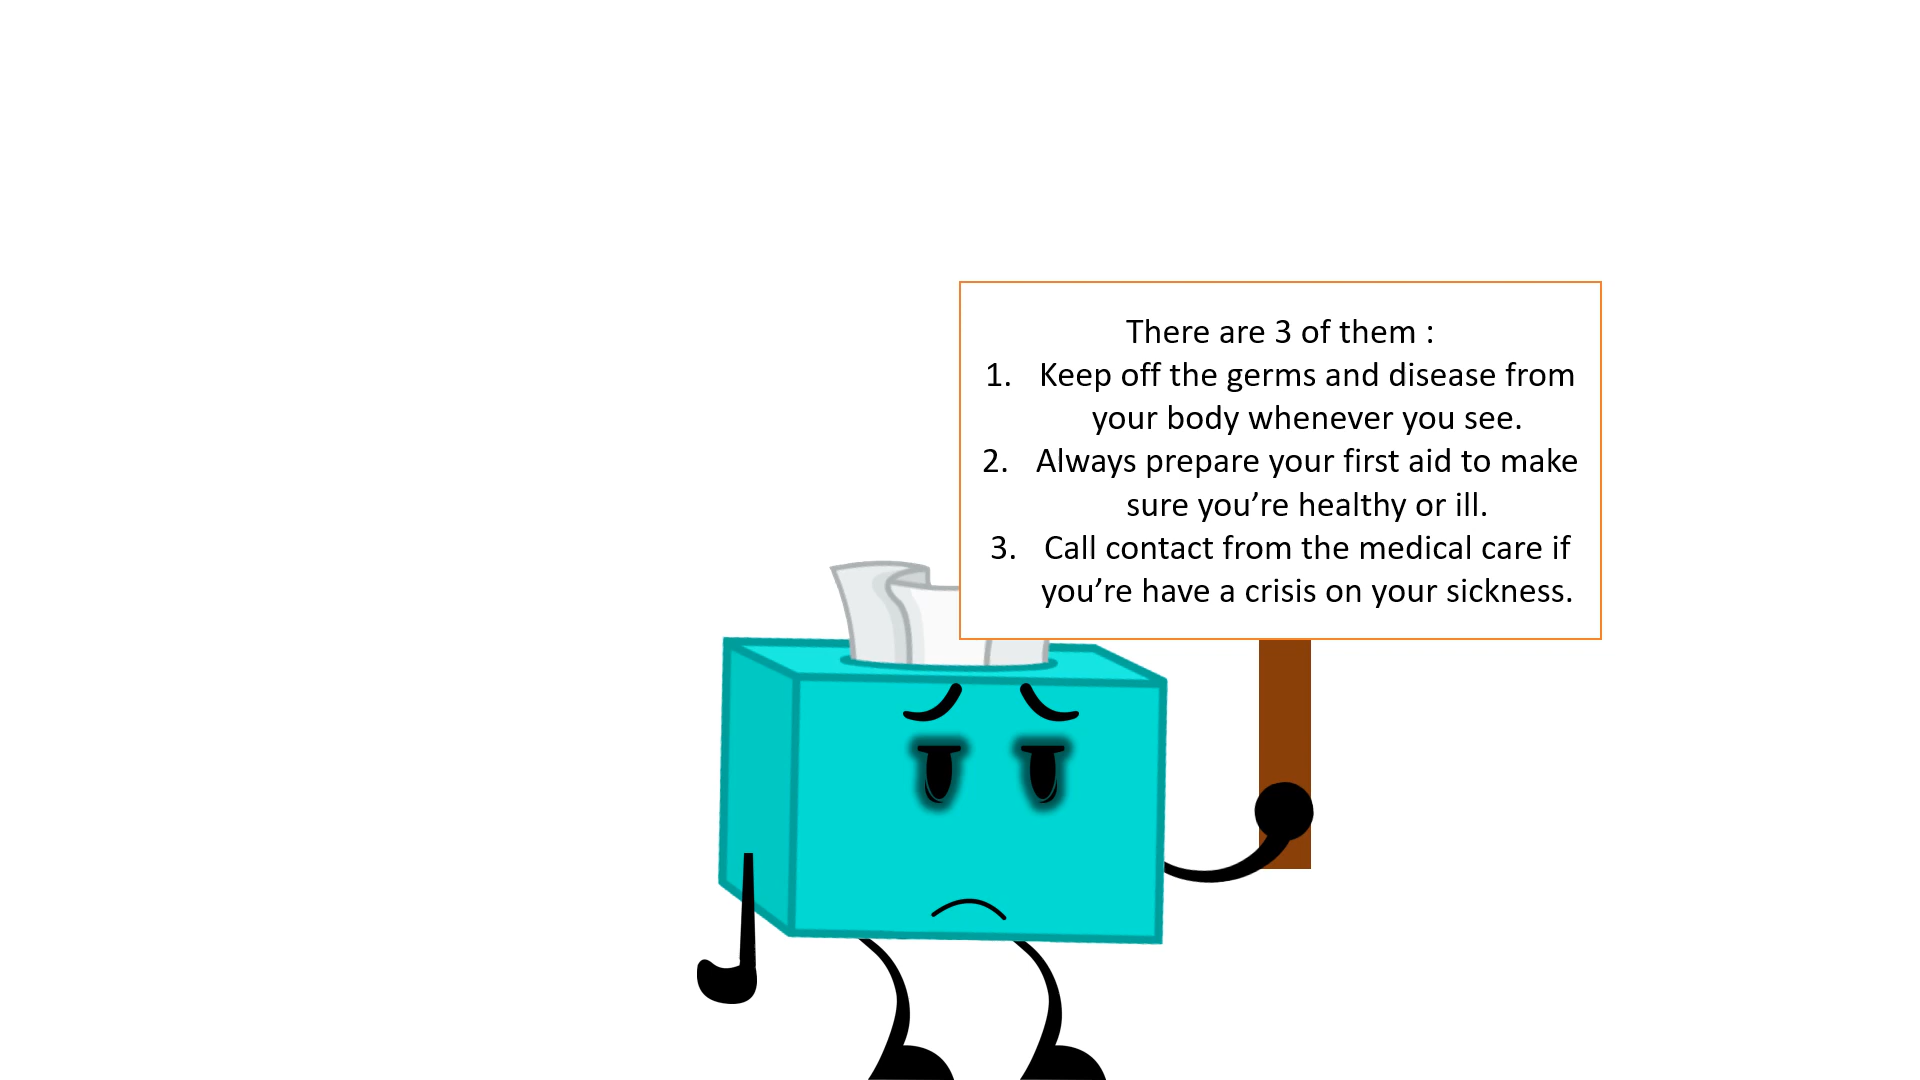 There are 3 of them :
1. Keep off the germs and disease from
your body whenever you see.
2. Always prepare your first aid to make
sure you’re healthy or ill.
3. Call contact from the medical care if
you’re have a crisis on your sickness.